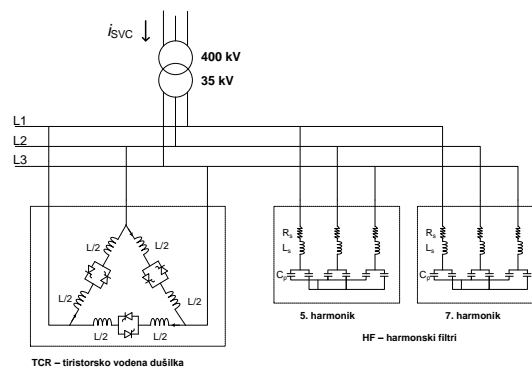 iSVC
400 kV
35 kV
L1
L2
L3
L/2
L/2
L/2
L/2
L/2
L/2
Rs
Ls
Cp
5. harmonik
Rs
Ls
Cp
7. harmonik
HF – harmonski filtri
TCR – tiristorsko vodena dušilka